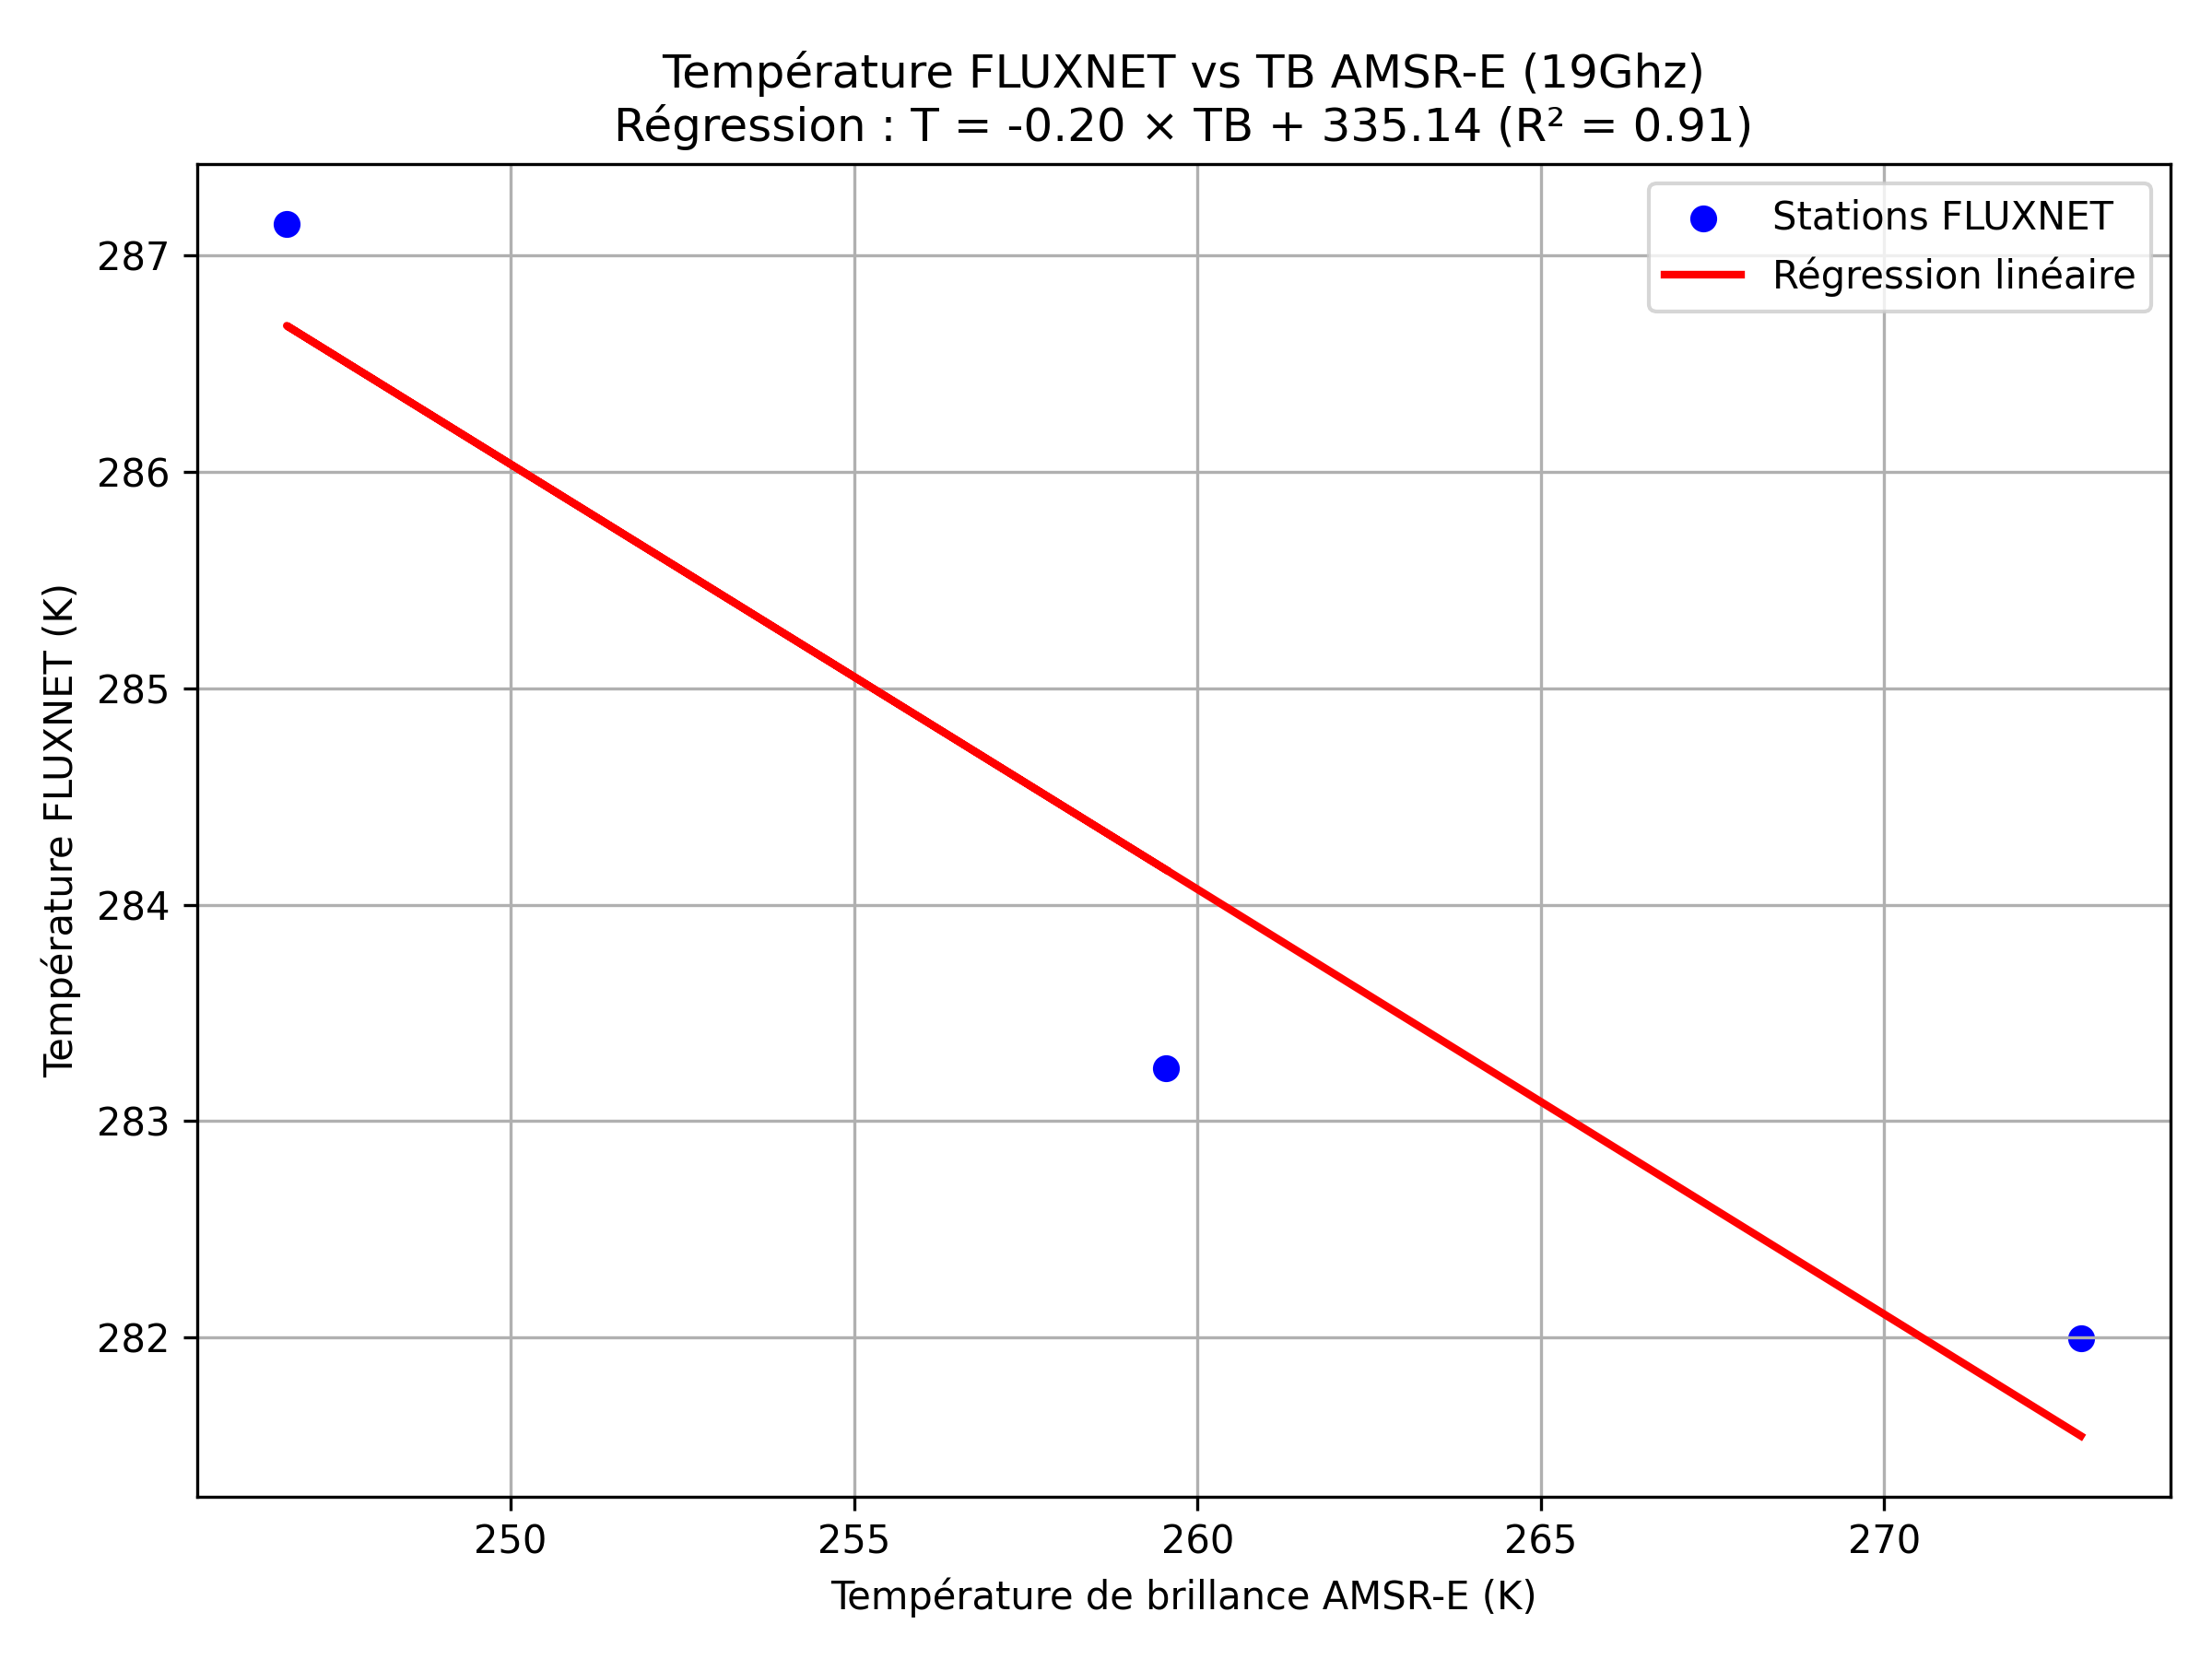 Température FLUXNET vs TB AMSR-E (19Ghz)
Régression : T = -0.20 × TB + 335.14 (R² = 0.91)
Stations FLUXNET
Régression linéaire
287
286
285
284
283
282
Température FLUXNET (K)
250 255 260 265 270
Température de brillance AMSR-E (K)